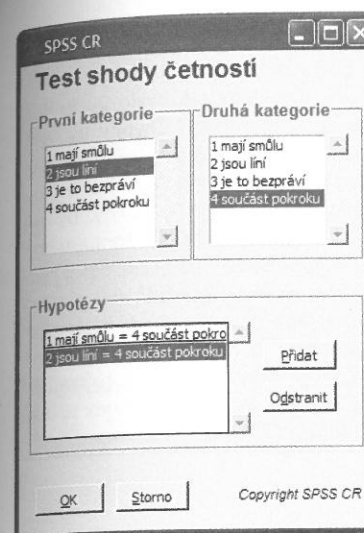 SPSS CR
Test shody četností
První kategorie
1 mají smůlu
2 jsou líní
3 je to bezpráví
4 součást pokroku
Druhá kategorie
1 mají smůlu
2 jsou líní
3 je to bezpráví
4 součást pokroku
Hypotézy
1 mají smůlu = 4 součást pokro
2 jsou líní = 4 součást pokroku
Přidat
Odstranit
OK
Storno
Copyright SPSS CR